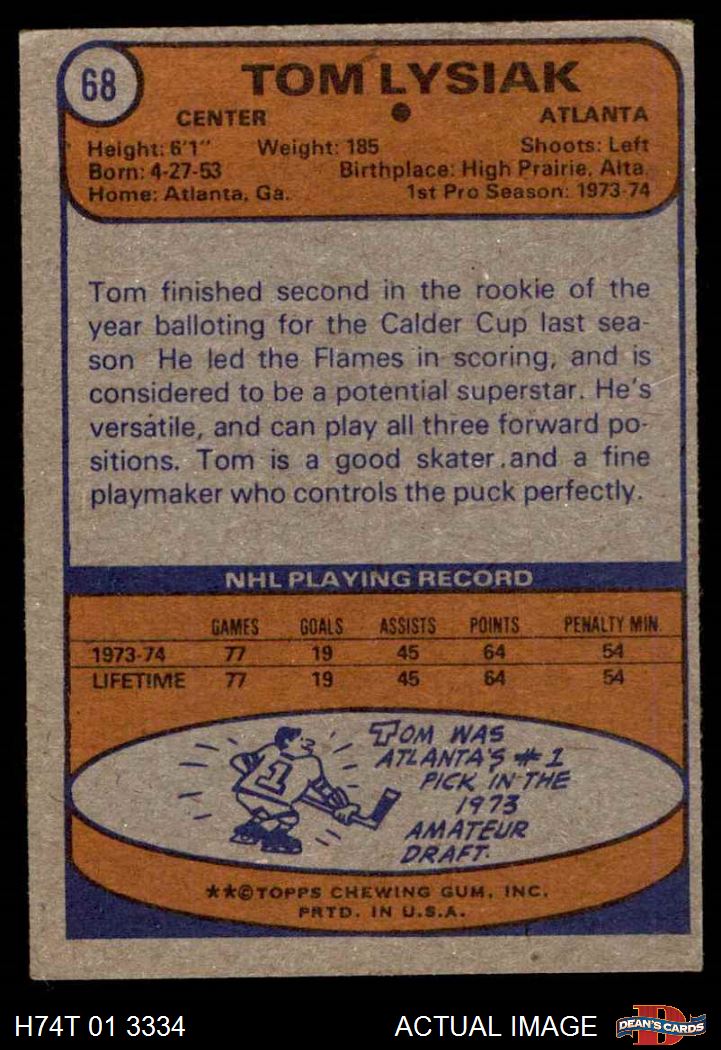 68
TOM LYSIAK
CENTER ATLANTA
Height: 6'1" Weight: 185 Shoots: Left
Born: 4-27-53 Birthplace: High Prairie, Alta.
Home: Atlanta, Ga. 1st Pro Season: 1973-74
Tom finished second in the rookie of the
year balloting for the Calder Cup last sea-
son He led the Flames in scoring, and is
considered to be a potential superstar. He's
versatile, and can play all three forward po-
sitions. Tom is a good skater and a fine
playmaker who controls the puck perfectly.
NHL PLAYING RECORD
GAMES GOALS ASSISTS POINTS PENALTY MIN.
1973-74 77 19 45 64 54
LIFETIME 77 19 45 64 54
1
TOM WAS
ATLANTA'S #1
PICK IN THE
1973
AMATEUR
DRAFT.
**©TOPPS CHEWING GUM, INC.
PRTD. IN U.S.A.
H74T 01 3334 ACTUAL IMAGE D DEAN'S CARDS